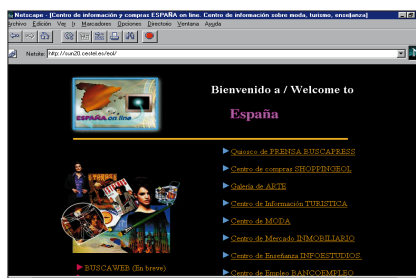 Netscape - [Centro de información y compras ESPAÑA on line. Centro de información sobre moda, turismo, enseñanza]
Archivo Edición Ver Ir Marcadores Opciones Directorio Ventana Ayuda
Netsite: http://sun20.cestel.es/eol/
ESPAÑA on line
Bienvenido a / Welcome to
España
Quiosco de PRENSA BUSCAPRESS
Centro de compras SHOPPINGEOL
Galería de ARTE
Centro de Información TURISTICA
Centro de MODA
Centro de Mercado INMOBILIARIO
Centro de Enseñanza INFOESTUDIOS.
Centro de Empleo BANCOEMPLEO
BUSCAWEB (En breve)